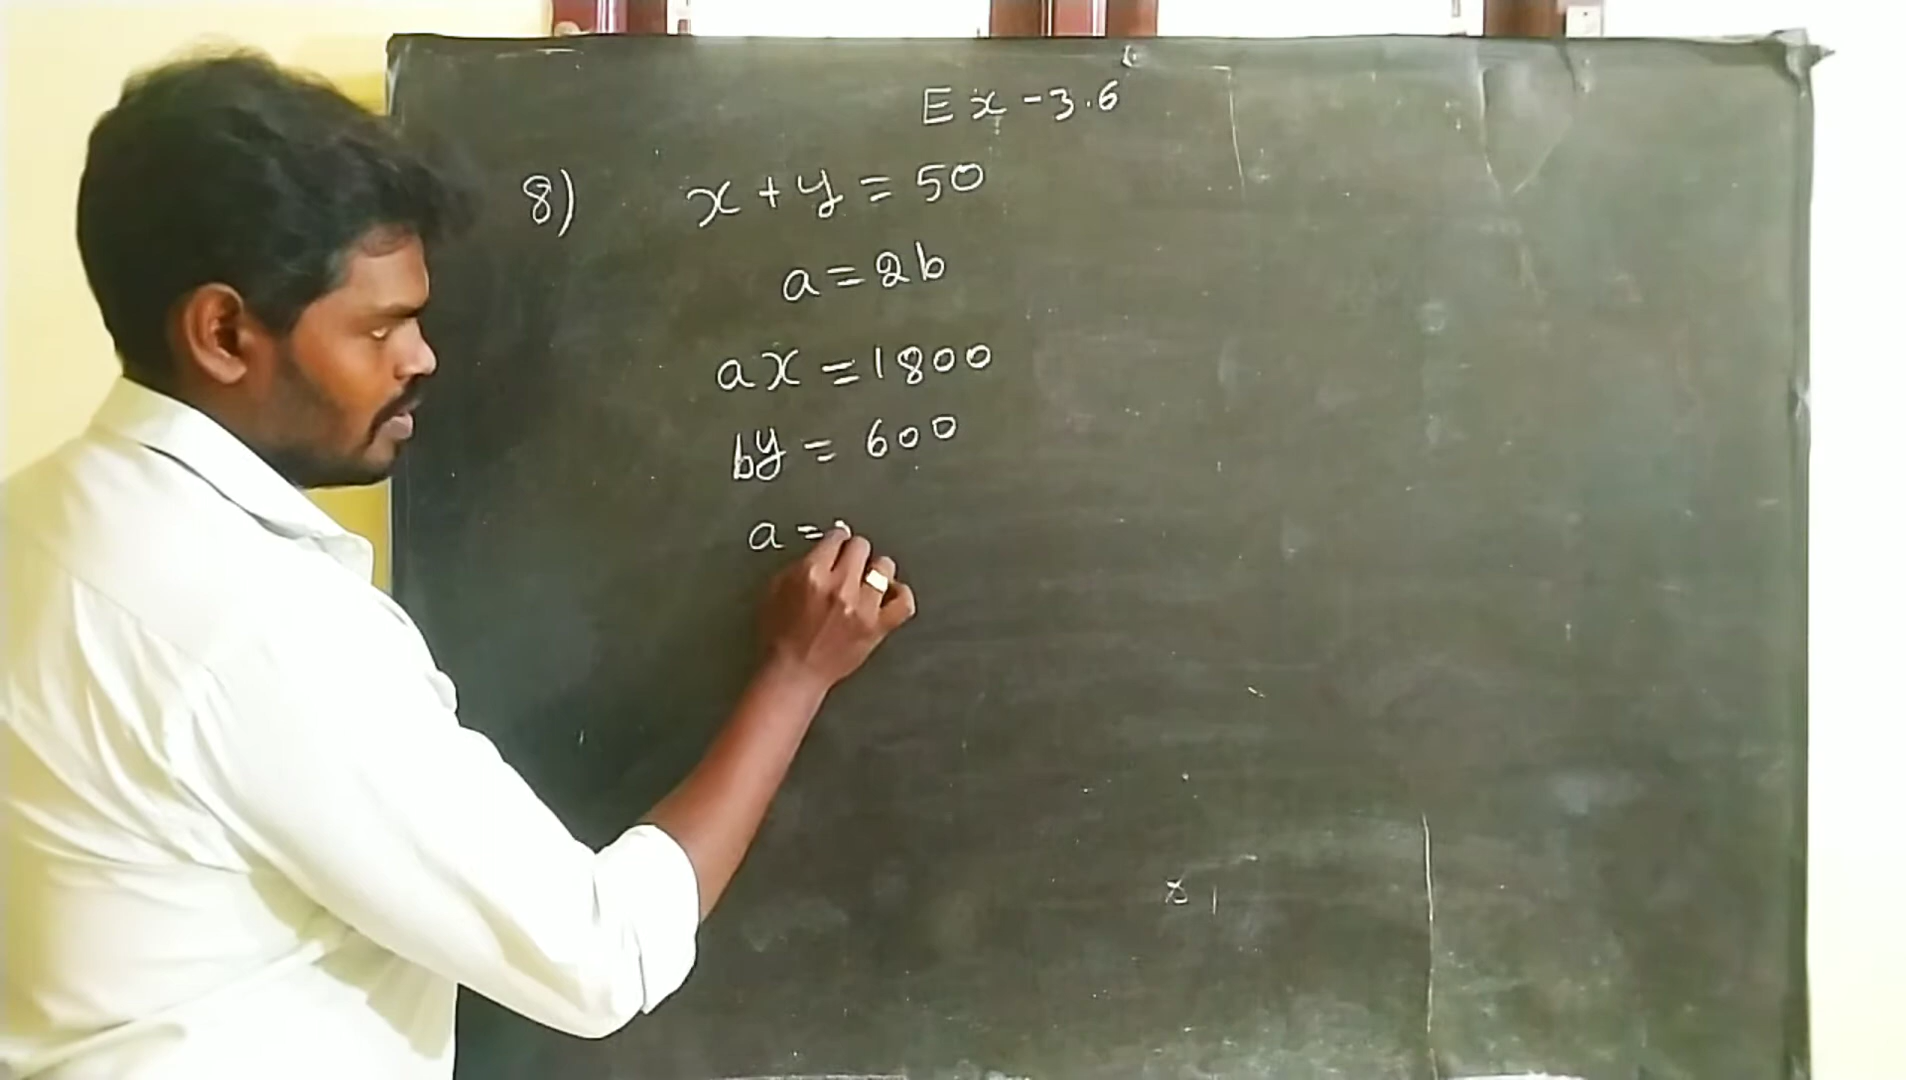 Ex - 3.6
8) x + y = 50
a = 2b
ax = 1800
by = 600
a =